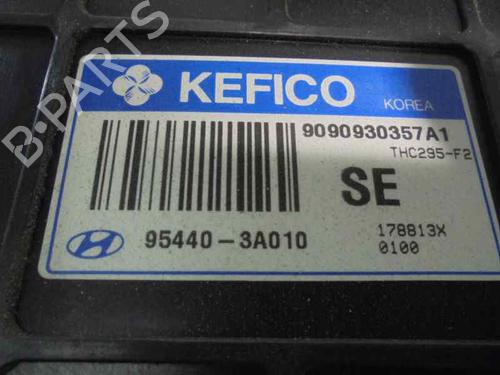 KEFICO
KOREA
9090930357A1
THC295-F2
SE
95440-3A010
178813X
0100
B-PARTS